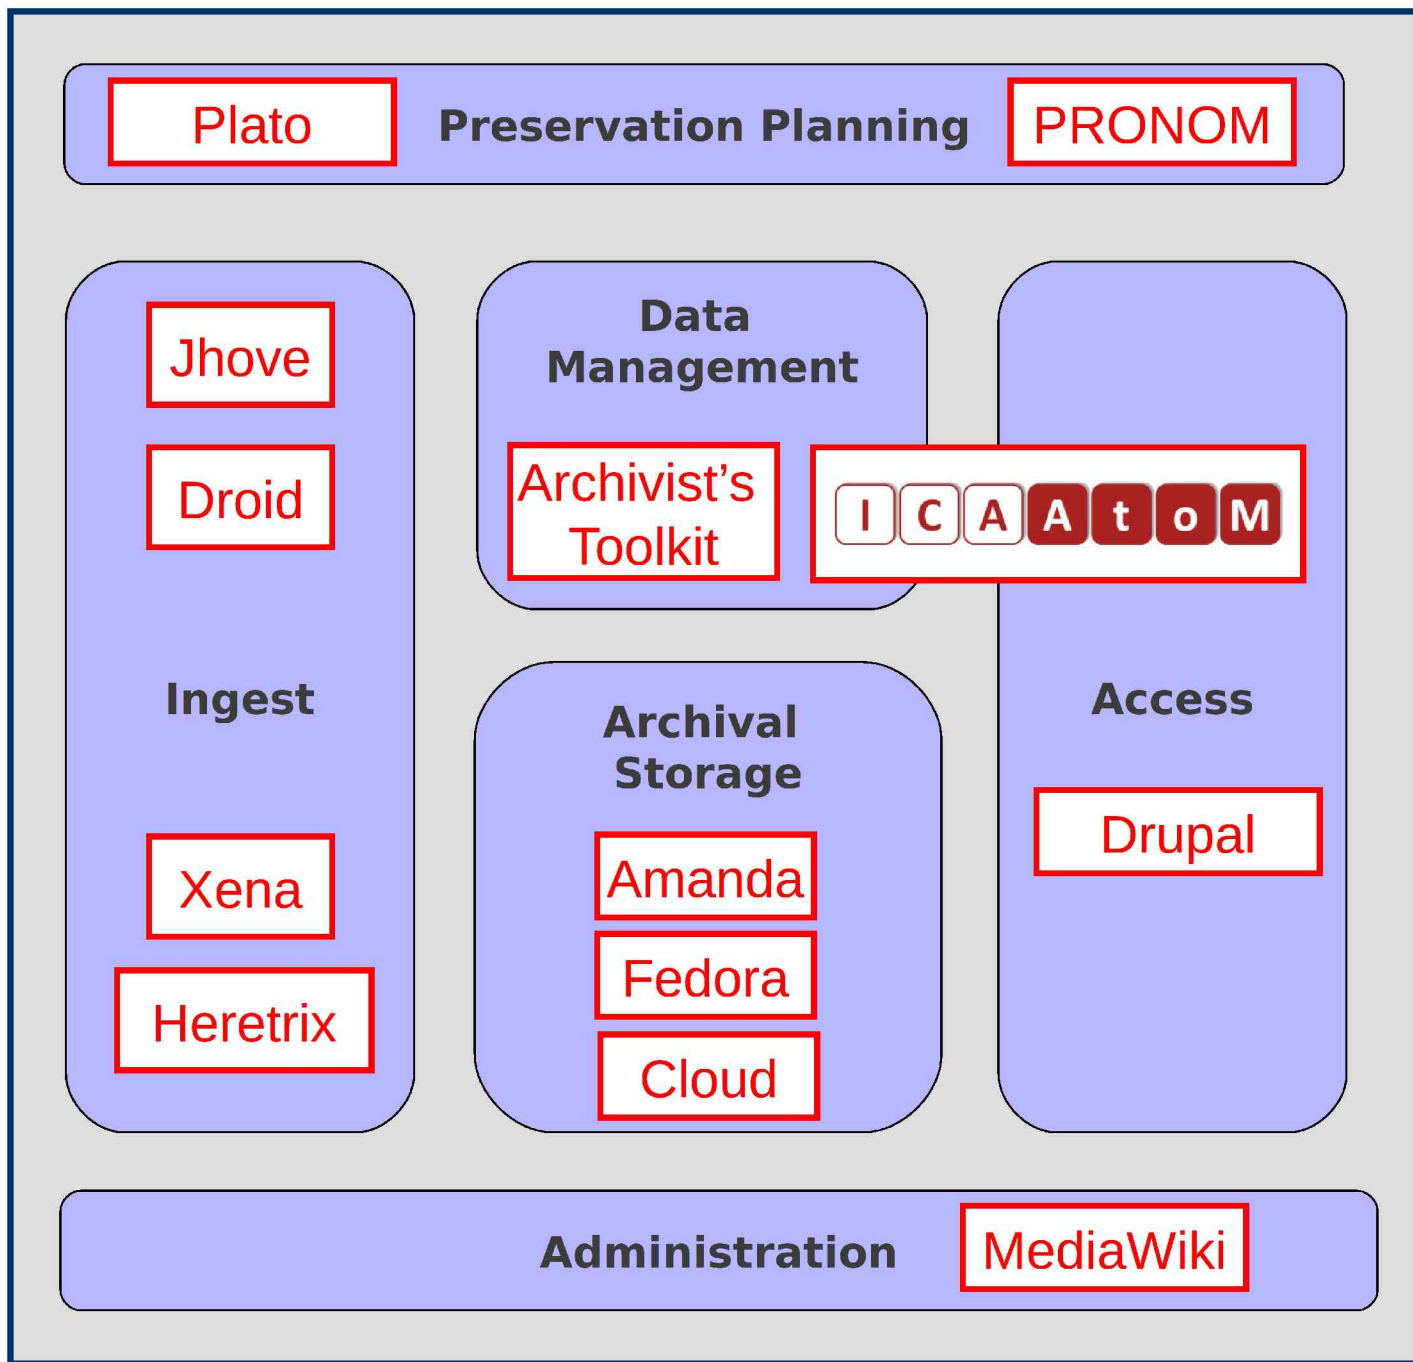 Plato
Preservation Planning
PRONOM
Jhove
Droid
Ingest
Xena
Heretrix
Data
Management
Archivist’s
Toolkit
ICAAtoM
Archival
Storage
Amanda
Fedora
Cloud
Access
Drupal
Administration
MediaWiki